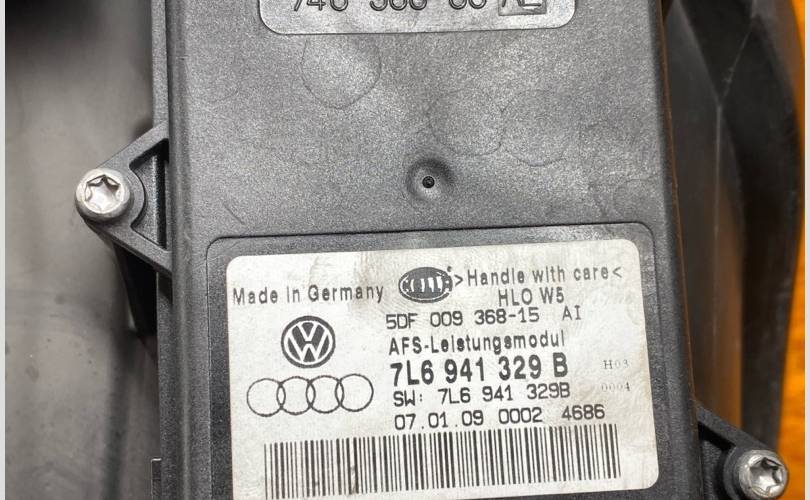 Made in Germany HELLA >Handle with care<
HLO W5
5DF 009 368-15 AI
AFS-Leistungsmodul
7L6 941 329 B H03
SW: 7L6 941 329B 0004
07.01.09 0002 4686